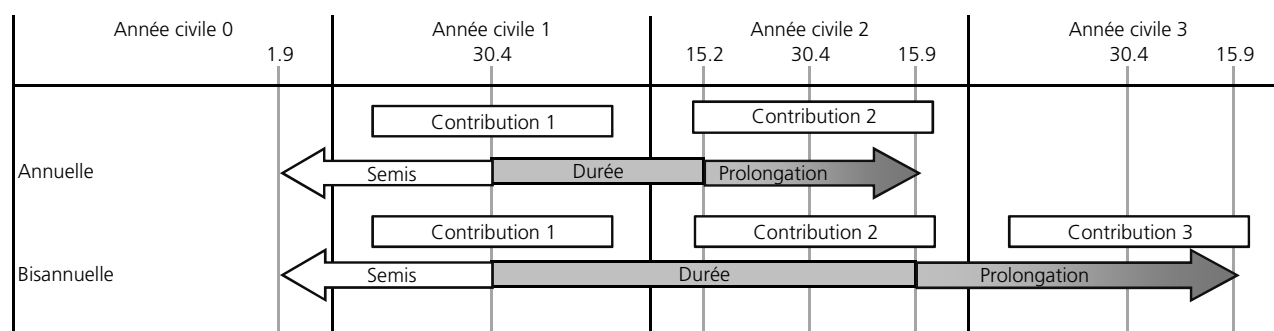 Année civile 0 Année civile 1 Année civile 2 Année civile 3
1.9 30.4 15.2 30.4 15.9 30.4 15.9
Contribution 1 Contribution 2
Annuelle Semis Durée Prolongation
Contribution 1 Contribution 2 Contribution 3
Bisannuelle Semis Durée Prolongation